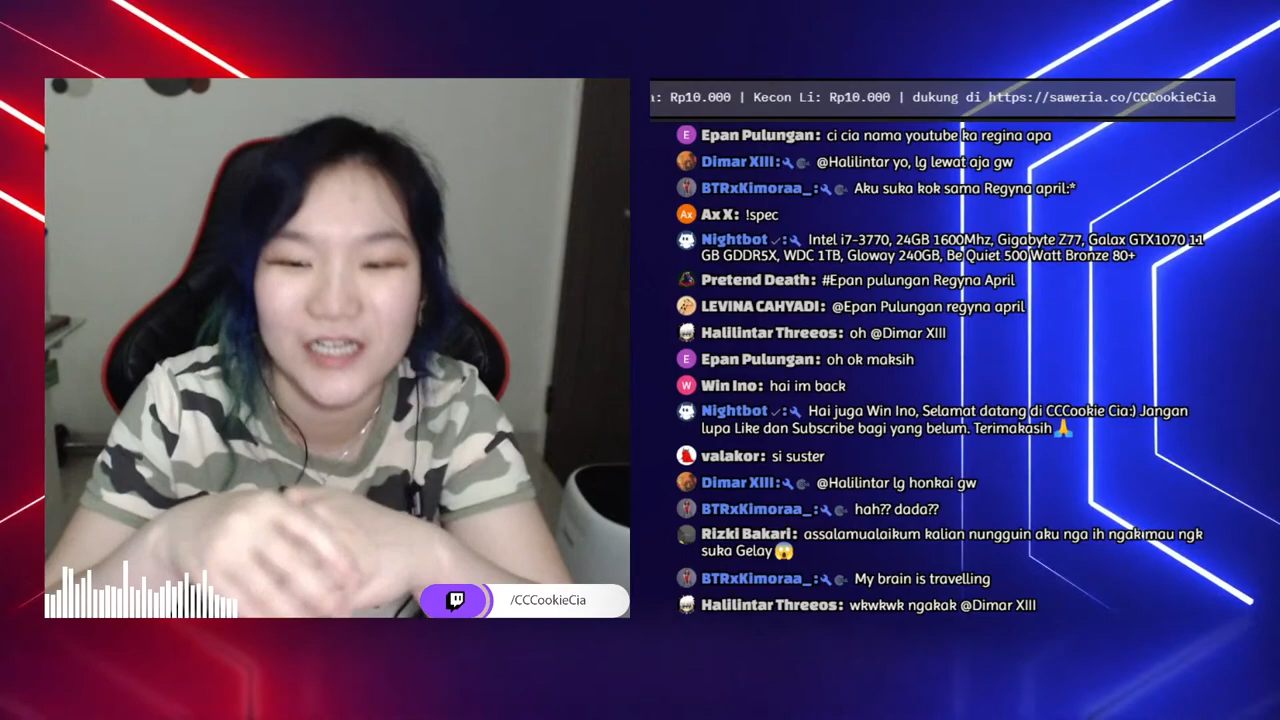 : Rp10.000 | Kecon Li: Rp10.000 | dukung di https://saweria.co/CCCookieCia
E Epan Pulungan: ci cia nama youtube ka regina apa
Dimar XIII: @Halilintar yo, lg lewat aja gw
BTRxKimoraa_: Aku suka kok sama Regyna april:*
Ax Ax X: !spec
Nightbot: Intel i7-3770, 24GB 1600Mhz, Gigabyte Z77, Galax GTX1070 11
GB GDDR5X, WDC 1TB, Gloway 240GB, Be Quiet 500 Watt Bronze 80+
Pretend Death: #Epan pulungan Regyna April
LEVINA CAHYADI: @Epan Pulungan regyna april
Halilintar Threeos: oh @Dimar XIII
E Epan Pulungan: oh ok maksih
W Win Ino: hai im back
Nightbot: Hai juga Win Ino, Selamat datang di CCCookie Cia:) Jangan
lupa Like dan Subscribe bagi yang belum. Terimakasih🙏
valakor: si suster
Dimar XIII: @Halilintar lg honkai gw
BTRxKimoraa_: hah?? dada??
Rizki Bakari: assalamualaikum kalian nungguin aku nga ih ngak mau ngk
suka Gelay😱
BTRxKimoraa_: My brain is travelling
Halilintar Threeos: wkwkwk ngakak @Dimar XIII
/CCCookieCia